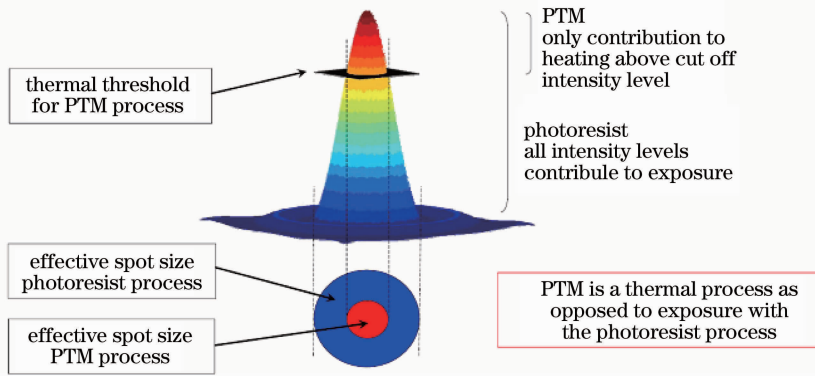 PTM
only contribution to
heating above cut off
intensity level
thermal threshold
for PTM process
photoresist
all intensity levels
contribule to exposure
effective spot size
photoresist process
effective spot size
PTM process
PTM is a thermal process as
opposed to exposure with
the photoresist process